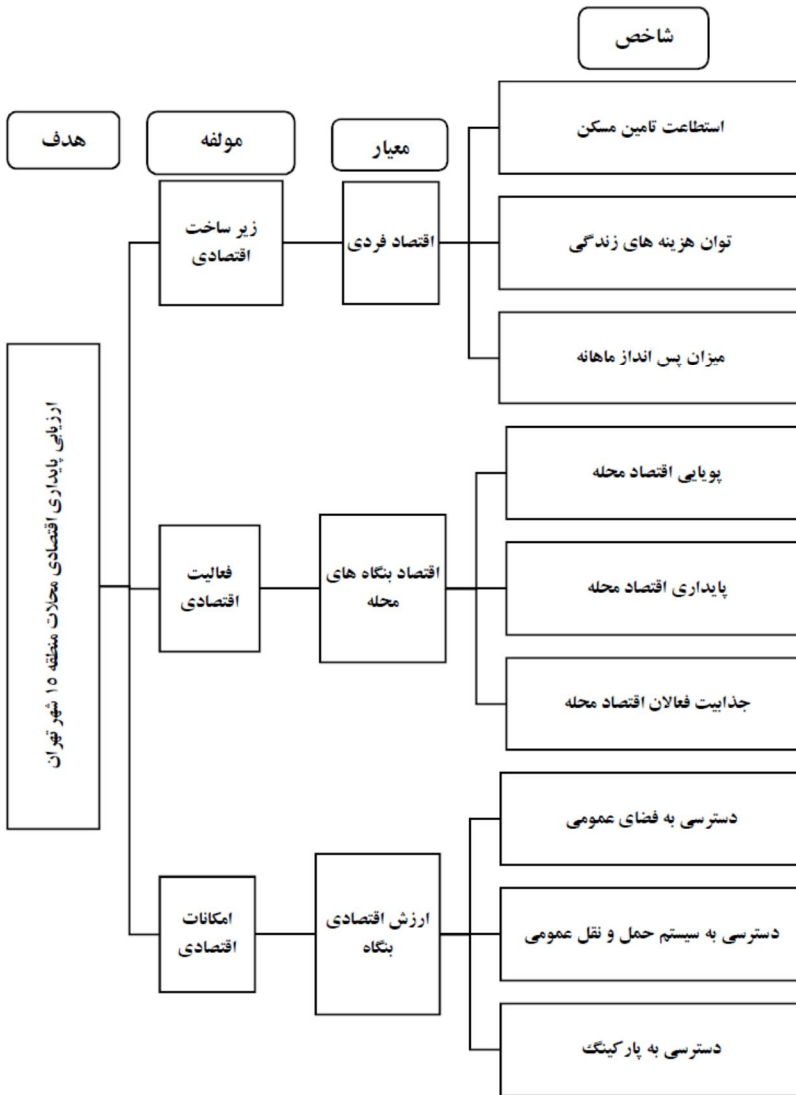 شاخص
هدف
مولفه
معیار
استطاعت تامین مسکن
زیر ساخت
اقتصادی
اقتصاد فردی
توان هزینه های زندگی
میزان پس انداز ماهانه
ارزیابی پایداری اقتصادی محلات منطقه ۱۵ شهر تهران
پویایی اقتصاد محله
فعالیت
اقتصادی
اقتصاد بنگاه های
محله
پایداری اقتصاد محله
جذابیت فعالان اقتصاد محله
دسترسی به فضای عمومی
امکانات
اقتصادی
ارزش اقتصادی
بنگاه
دسترسی به سیستم حمل و نقل عمومی
دسترسی به پارکینگ